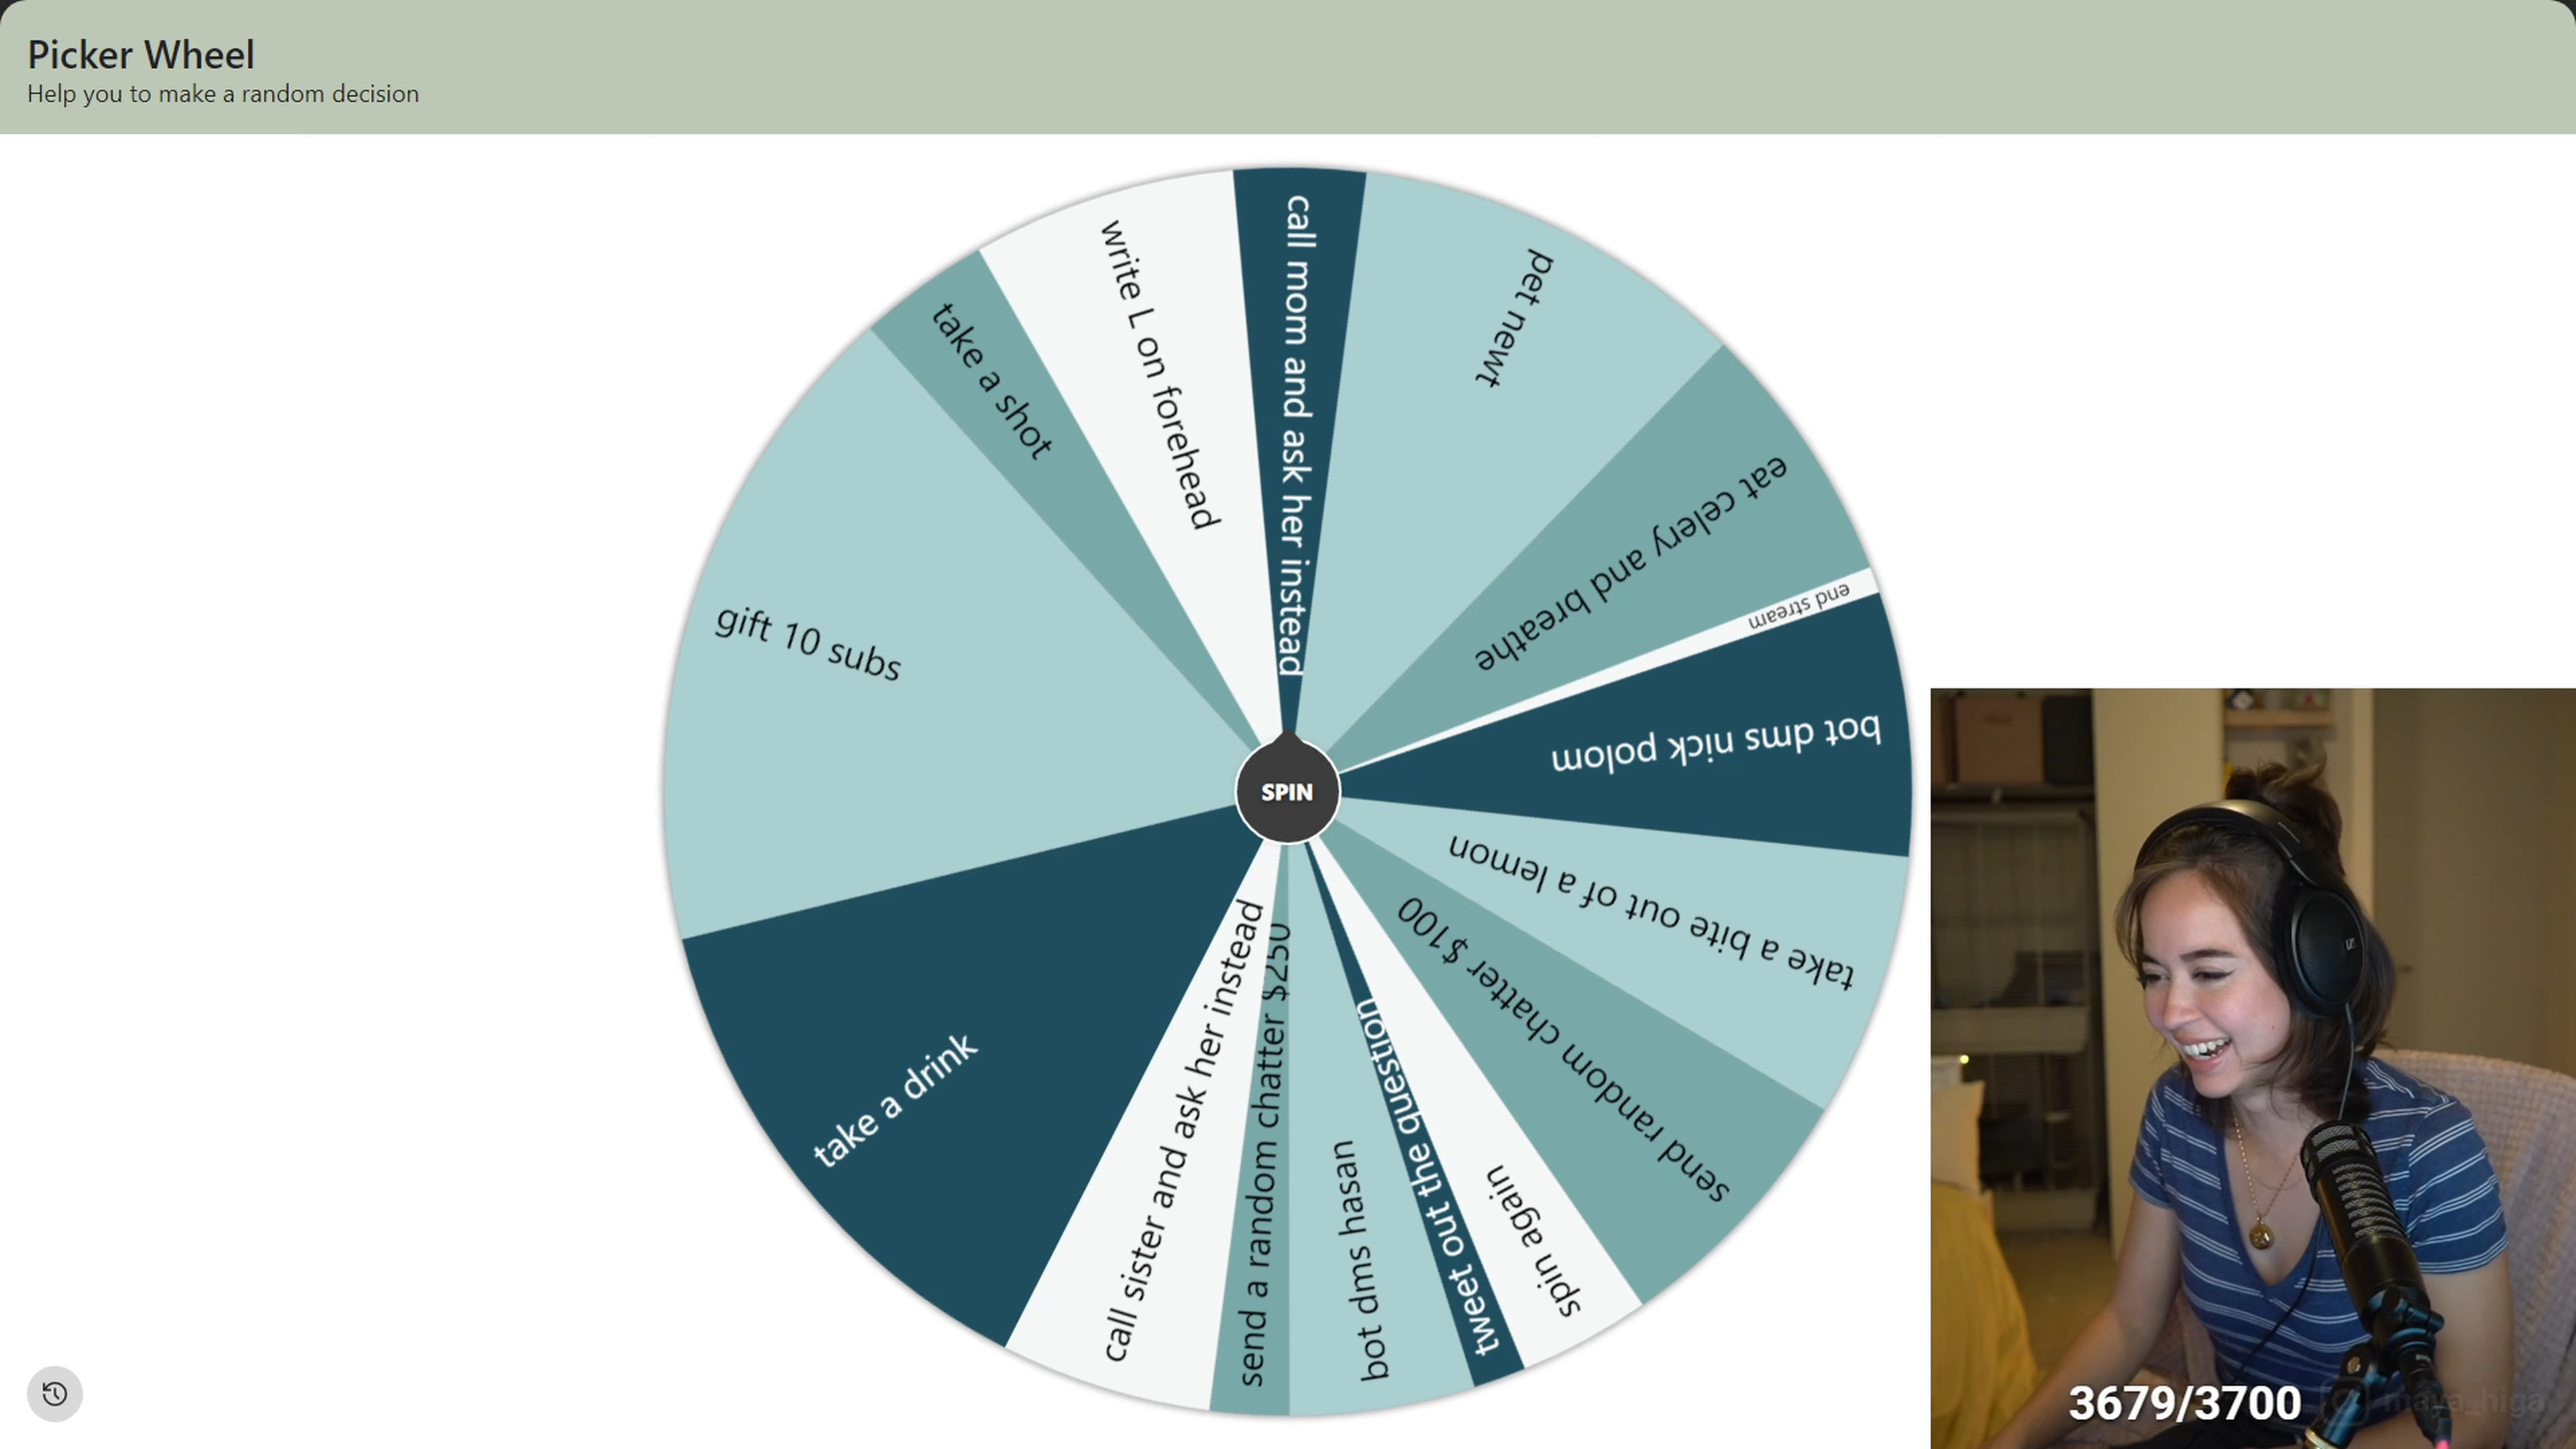 Picker Wheel
Help you to make a random decision
call mom and ask her instead
pet newt
eat celery and breathe
end stream
bot dms nick polom
take a bite out of a lemon
send random chatter $100
spin again
tweet out the question
bot dms hasan
send a random chatter $250
call sister and ask her instead
take a drink
gift 10 subs
take a shot
write L on forehead
SPIN
3679/3700
maya_higa